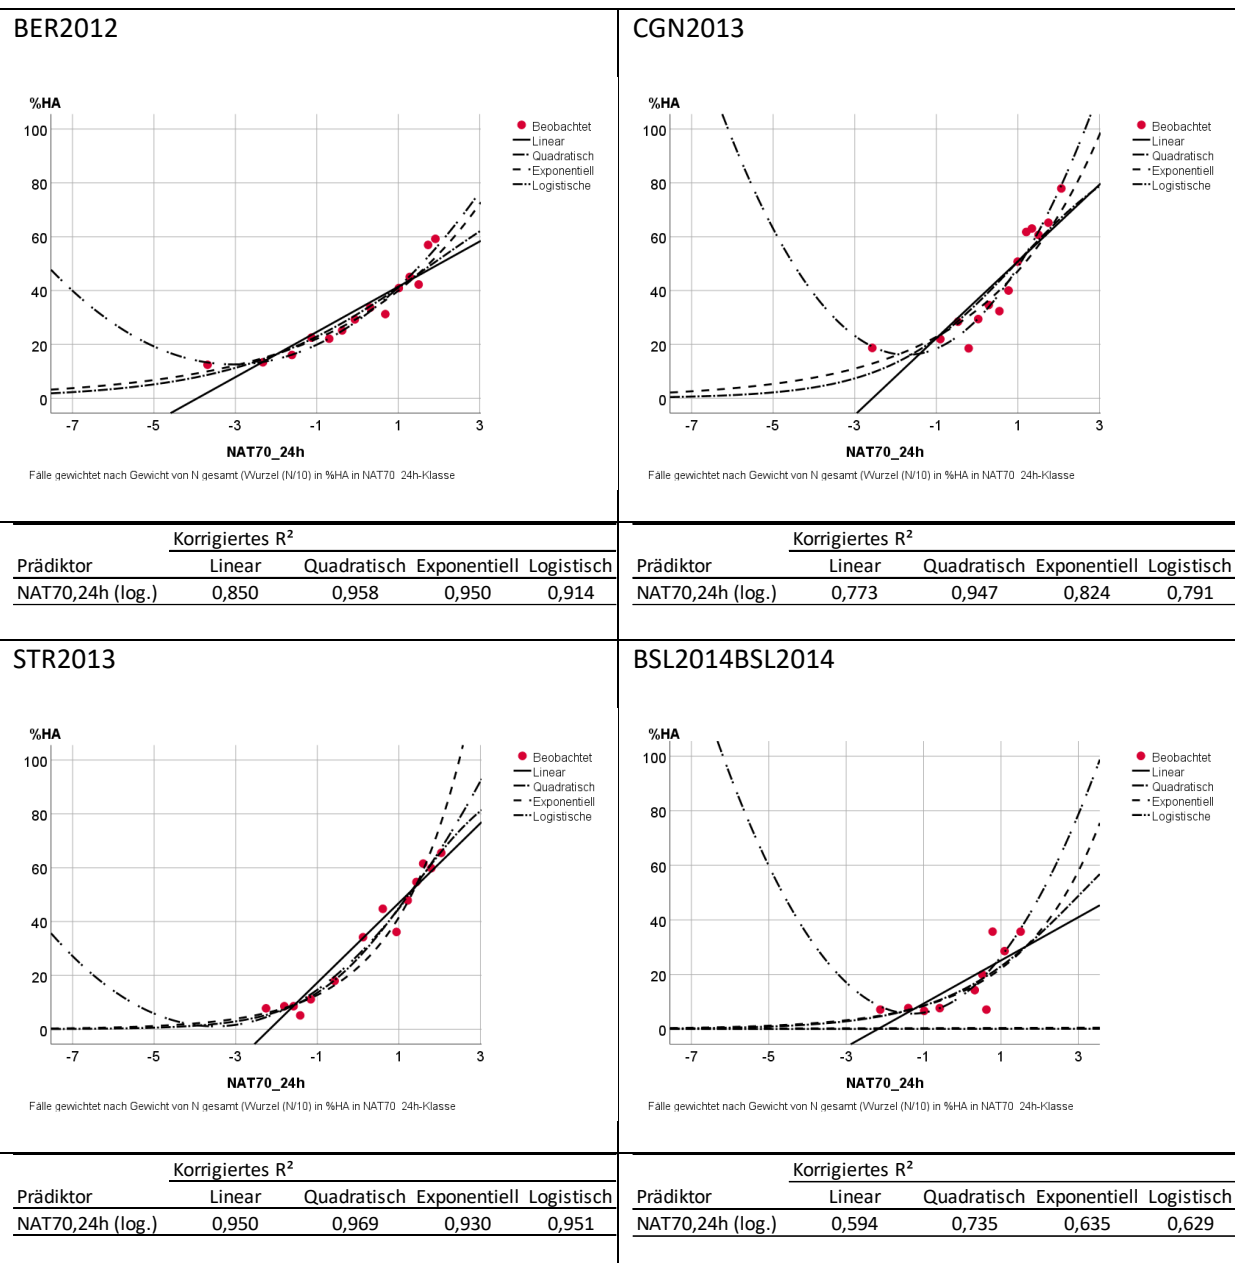 BER2012
%HA
100
80
60
40
20
0
-7 -5 -3 -1 1 3
NAT70_24h
Beobachtet
Linear
Quadratisch
Exponentiell
Logistische
Fälle gewichtet nach Gewicht von N gesamt (Wurzel (N/10) in %HA in NAT70_24h-Klasse
Korrigiertes R²
Prädiktor Linear Quadratisch Exponentiell Logistisch
NAT70,24h (log.) 0,850 0,958 0,950 0,914
CGN2013
%HA
100
80
60
40
20
0
-7 -5 -3 -1 1 3
NAT70_24h
Beobachtet
Linear
Quadratisch
Exponentiell
Logistische
Fälle gewichtet nach Gewicht von N gesamt (Wurzel (N/10) in %HA in NAT70_24h-Klasse
Korrigiertes R²
Prädiktor Linear Quadratisch Exponentiell Logistisch
NAT70,24h (log.) 0,773 0,947 0,824 0,791
STR2013
%HA
100
80
60
40
20
0
-7 -5 -3 -1 1 3
NAT70_24h
Beobachtet
Linear
Quadratisch
Exponentiell
Logistische
Fälle gewichtet nach Gewicht von N gesamt (Wurzel (N/10) in %HA in NAT70_24h-Klasse
Korrigiertes R²
Prädiktor Linear Quadratisch Exponentiell Logistisch
NAT70,24h (log.) 0,950 0,969 0,930 0,951
BSL2014BSL2014
%HA
100
80
60
40
20
0
-7 -5 -3 -1 1 3
NAT70_24h
Beobachtet
Linear
Quadratisch
Exponentiell
Logistische
Fälle gewichtet nach Gewicht von N gesamt (Wurzel (N/10) in %HA in NAT70_24h-Klasse
Korrigiertes R²
Prädiktor Linear Quadratisch Exponentiell Logistisch
NAT70,24h (log.) 0,594 0,735 0,635 0,629